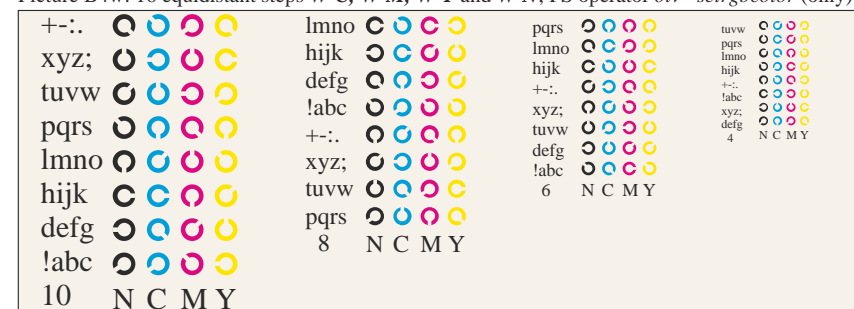 +-:.
xyz;
tuvw
pqrs
lmno
hijk
defg
!abc
10 N C M Y
lmno
hijk
defg
!abc
+-:.
xyz;
tuvw
pqrs
8 N C M Y
pqrs
lmno
hijk
+-:.
xyz;
tuvw
defg
!abc
6 N C M Y
tuvw
pqrs
lmno
hijk
+-:.
!abc
xyz;
defg
4 N C M Y